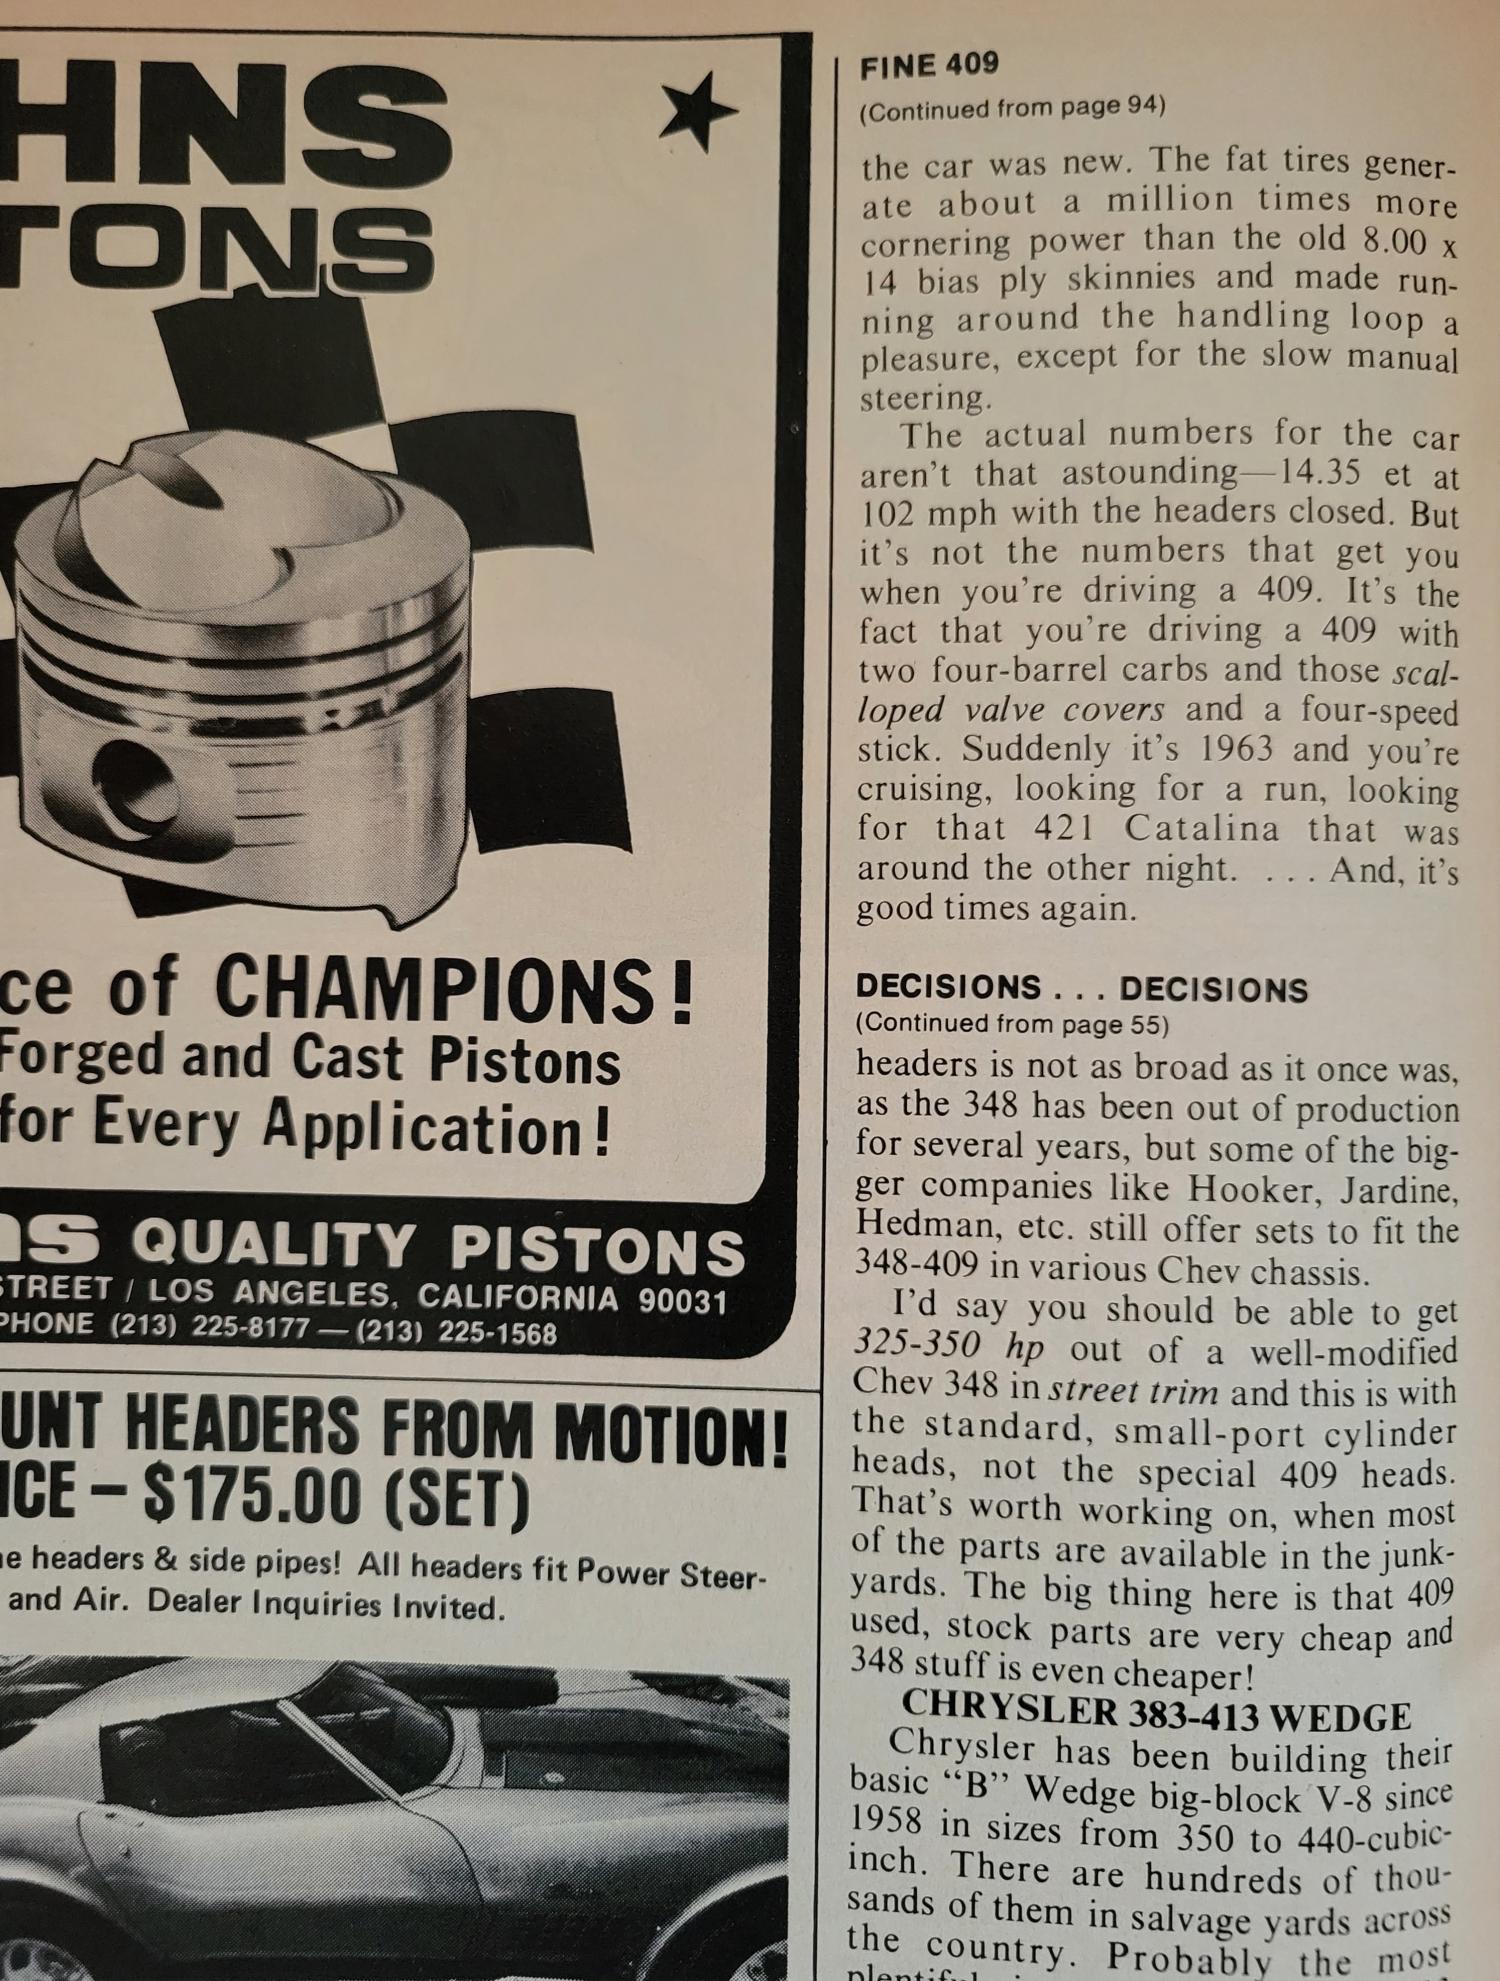 HNS
TONS
ce of CHAMPIONS!
Forged and Cast Pistons
for Every Application!
QUALITY PISTONS
STREET / LOS ANGELES, CALIFORNIA 90031
PHONE (213) 225-8177 — (213) 225-1568
UNT HEADERS FROM MOTION!
ICE – $175.00 (SET)
headers & side pipes! All headers fit Power Steer-
and Air. Dealer Inquiries Invited.
FINE 409
(Continued from page 94)
the car was new. The fat tires gener-
ate about a million times more
cornering power than the old 8.00 x
14 bias ply skinnies and made run-
ning around the handling loop a
pleasure, except for the slow manual
steering.
The actual numbers for the car
aren't that astounding—14.35 et at
102 mph with the headers closed. But
it's not the numbers that get you
when you're driving a 409. It's the
fact that you're driving a 409 with
two four-barrel carbs and those scal-
loped valve covers and a four-speed
stick. Suddenly it's 1963 and you're
cruising, looking for a run, looking
for that 421 Catalina that was
around the other night. . . . And, it's
good times again.
DECISIONS . . . DECISIONS
(Continued from page 55)
headers is not as broad as it once was,
as the 348 has been out of production
for several years, but some of the big-
ger companies like Hooker, Jardine,
Hedman, etc. still offer sets to fit the
348-409 in various Chev chassis.
I'd say you should be able to get
325-350 hp out of a well-modified
Chev 348 in street trim and this is with
the standard, small-port cylinder
heads, not the special 409 heads.
That's worth working on, when most
of the parts are available in the junk-
yards. The big thing here is that 409
used, stock parts are very cheap and
348 stuff is even cheaper!
CHRYSLER 383-413 WEDGE
Chrysler has been building their
basic “B” Wedge big-block V-8 since
1958 in sizes from 350 to 440-cubic-
inch. There are hundreds of thou-
sands of them in salvage yards across
the country. Probably the most